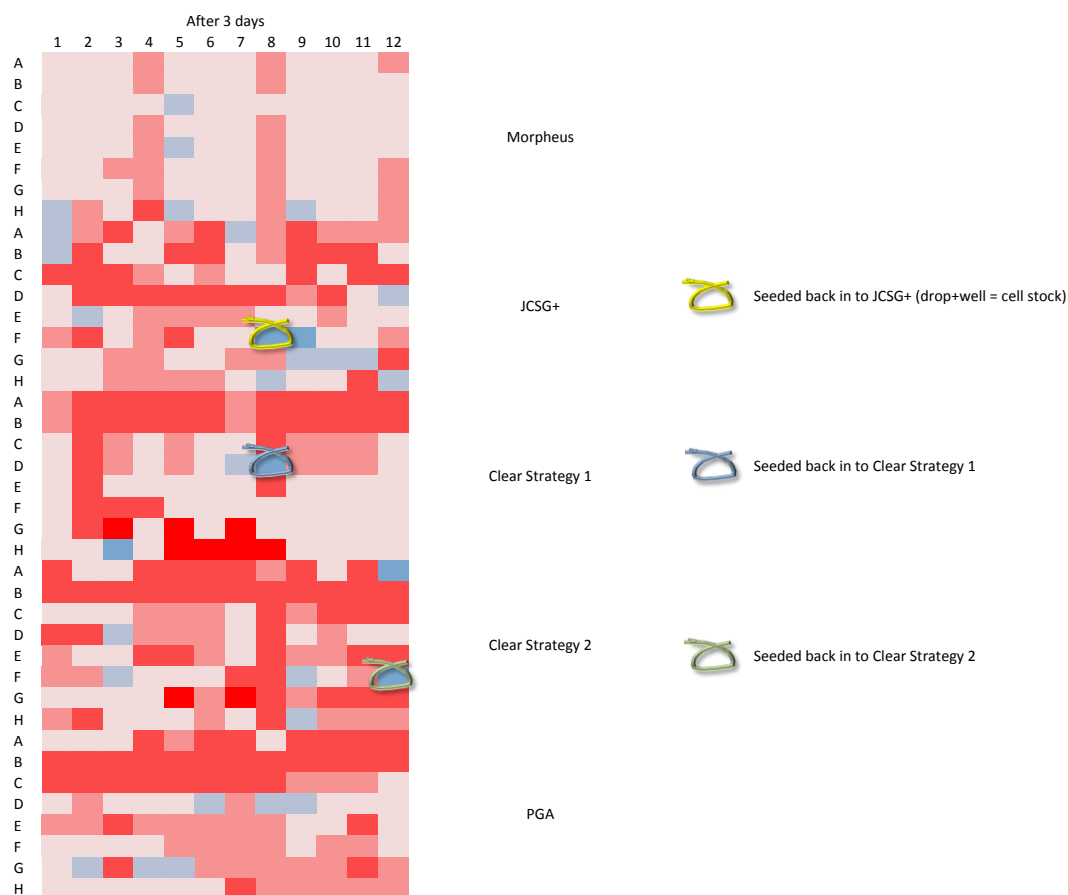 After 3 days
1 2 3 4 5 6 7 8 9 10 11 12
A
B
C
D
Morpheus
E
F
G
H
A
B
C
D
Seeded back in to JCSG+ (drop+well = cell stock)
JCSG+
E
F
G
H
A
B
C
D
Seeded back in to Clear Strategy 1
Clear Strategy 1
E
F
G
H
A
B
C
D
Clear Strategy 2
E
Seeded back in to Clear Strategy 2
F
G
H
A
B
C
D
PGA
E
F
G
H